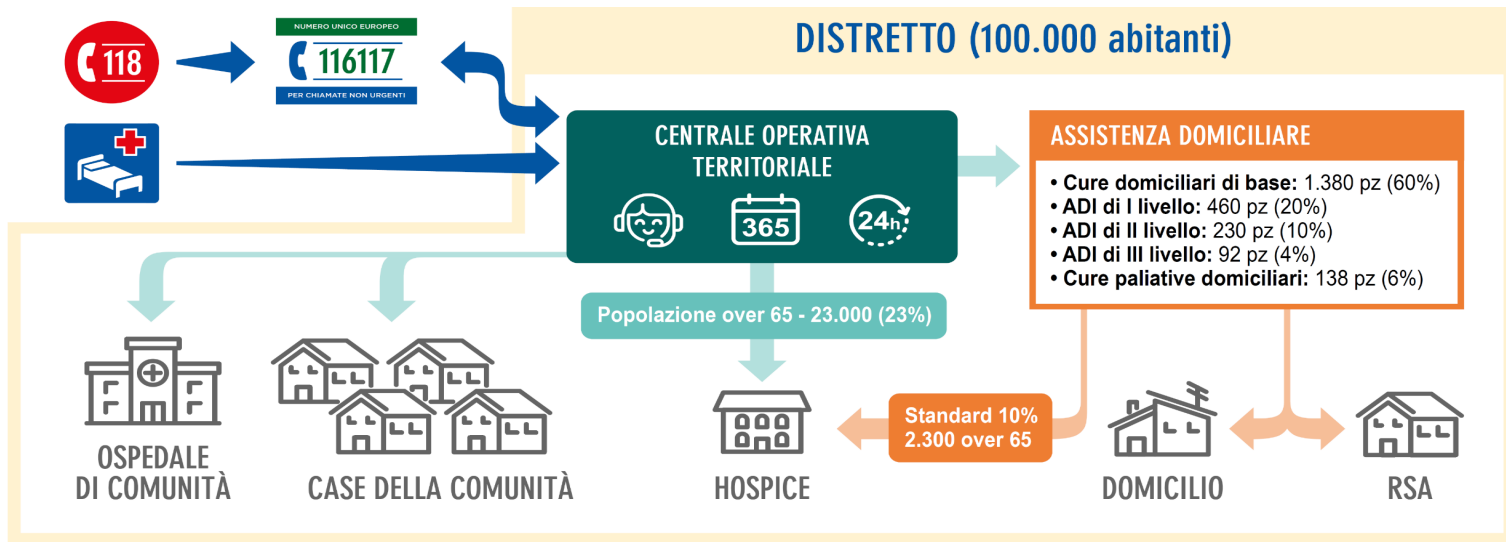 118
NUMERO UNICO EUROPEO
116117
PER CHIAMATE NON URGENTI
DISTRETTO (100.000 abitanti)
CENTRALE OPERATIVA
TERRITORIALE
365
24h
ASSISTENZA DOMICILIARE
• Cure domiciliari di base: 1.380 pz (60%)
• ADI di I livello: 460 pz (20%)
• ADI di II livello: 230 pz (10%)
• ADI di III livello: 92 pz (4%)
• Cure paliative domiciliari: 138 pz (6%)
Popolazione over 65 - 23.000 (23%)
Standard 10%
2.300 over 65
OSPEDALE
DI COMUNITÀ
CASE DELLA COMUNITÀ
HOSPICE
DOMICILIO
RSA